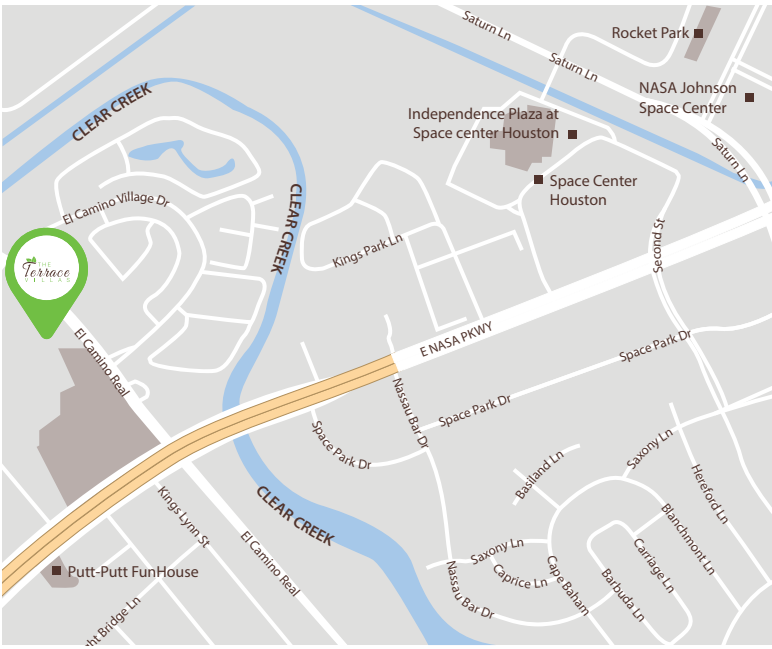 Saturn Ln
Rocket Park
Saturn Ln
NASA Johnson
Space Center
CLEAR CREEK
Independence Plaza at
Space center Houston
Saturn Ln
Space Center
Houston
El Camino Village Dr
CLEAR CREEK
Kings Park Ln
Second St
THE
Terrace
VILLAS
El Camino Real
E NASA PKWY
Space Park Dr
Nassau Bar Dr
Space Park Dr
Space Park Dr
Saxony Ln
Basiland Ln
Hereford Ln
CLEAR CREEK
Kings Lynn St
El Camino Real
Blanchmont Ln
Saxony Ln
Carriage Ln
Putt-Putt FunHouse
Caprice Ln
Cape Baham
Barbuda Ln
Nassau Bar Dr
ht Bridge Ln